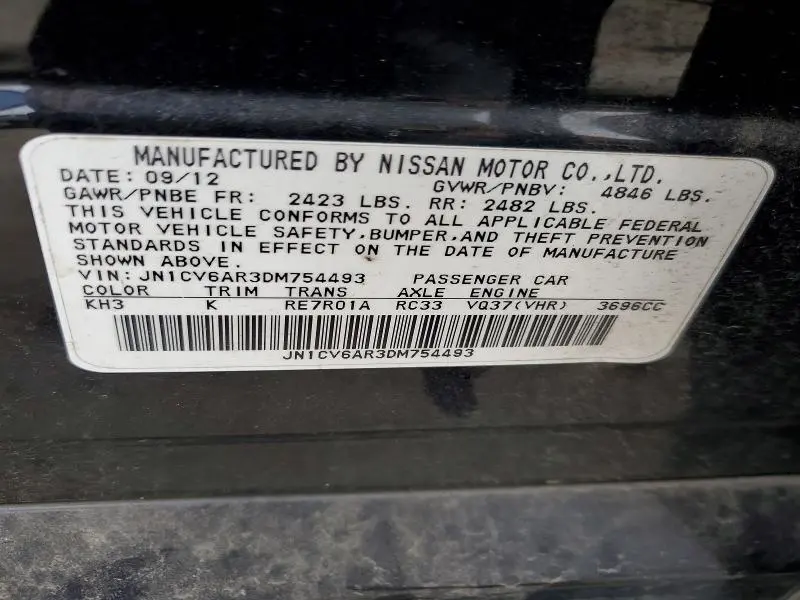 MANUFACTURED BY NISSAN MOTOR CO.,LTD.
DATE: 09/12 GVWR/PNBV: 4846 LBS.
GAWR/PNBE FR: 2423 LBS. RR: 2482 LBS.
THIS VEHICLE CONFORMS TO ALL APPLICABLE FEDERAL
MOTOR VEHICLE SAFETY,BUMPER,AND THEFT PREVENTION
STANDARDS IN EFFECT ON THE DATE OF MANUFACTURE
SHOWN ABOVE.
VIN: JN1CV6AR3DM754493 PASSENGER CAR
COLOR TRIM TRANS AXLE ENGINE
KH3 K RE7R01A RC33 VQ37(VHR) 3696CC
JN1CV6AR3DM754493